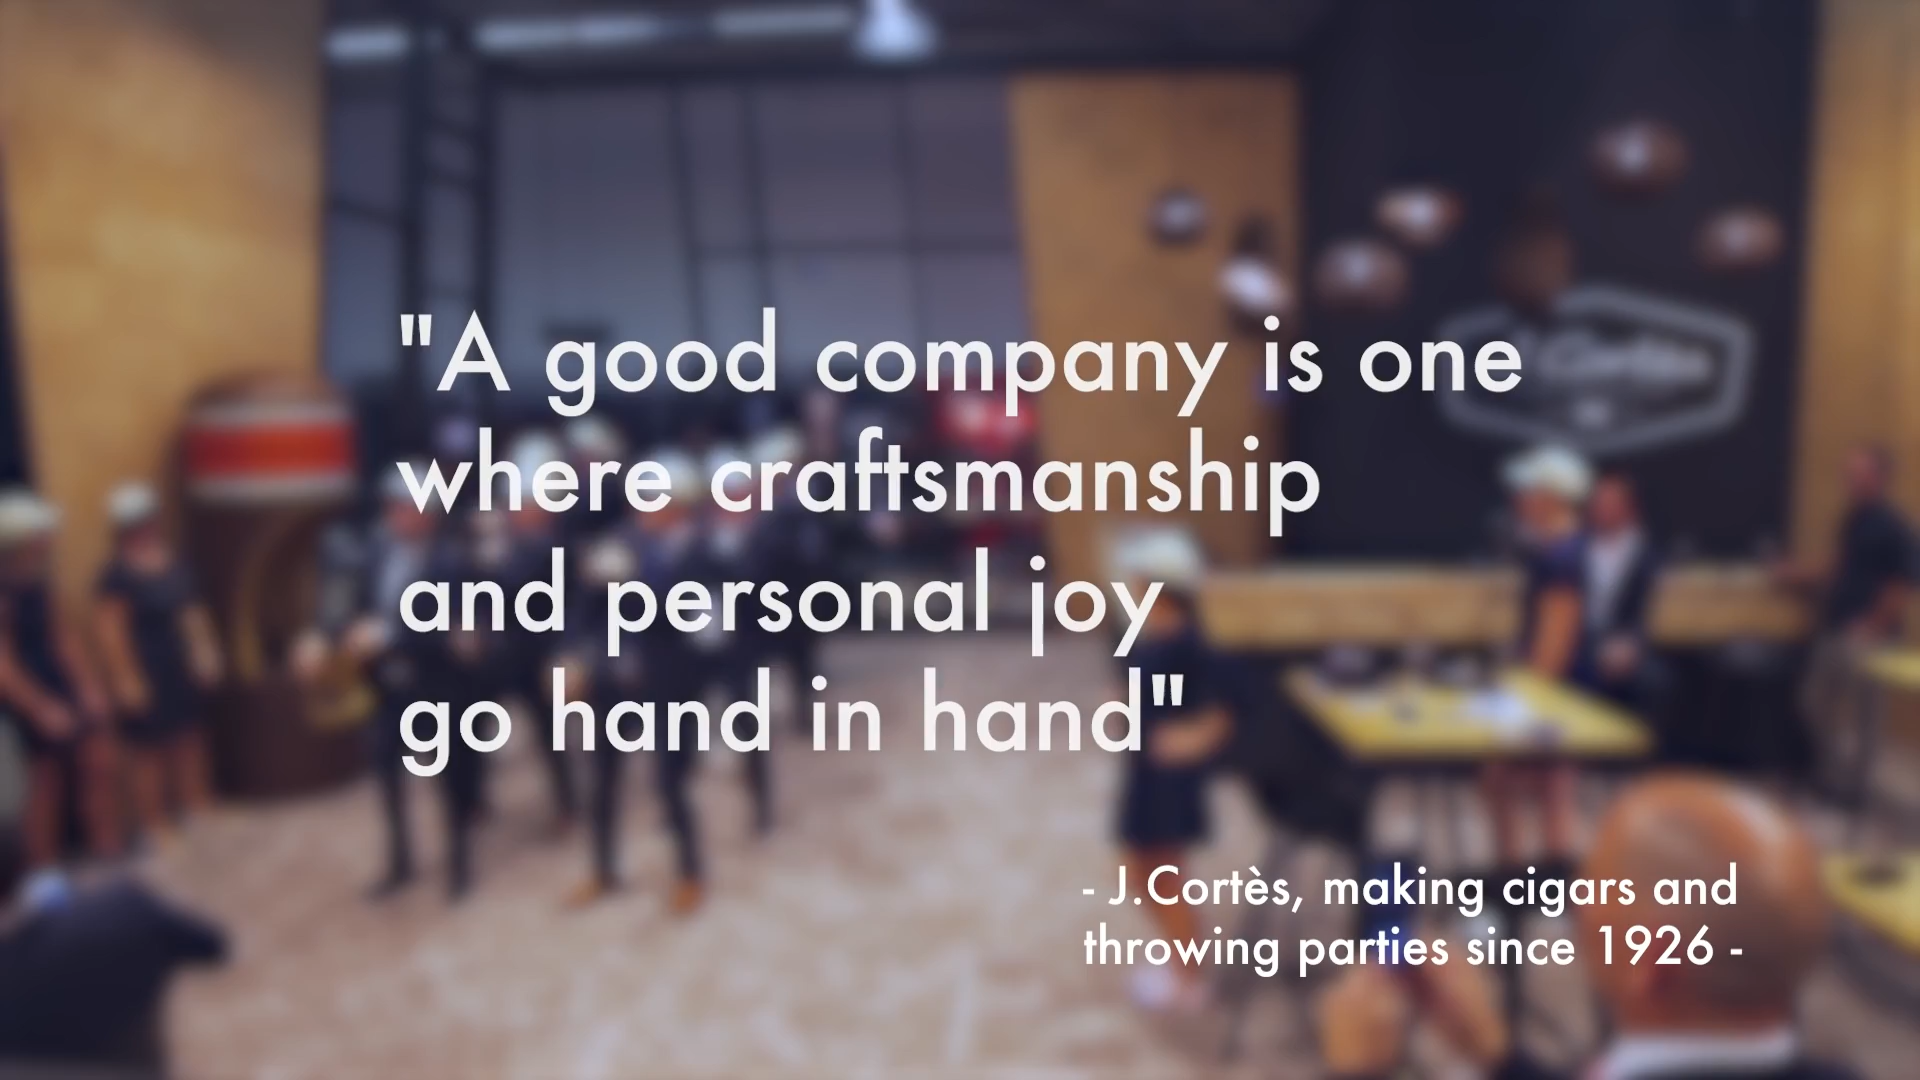 "A good company is one
where craftsmanship
and personal joy
go hand in hand"
Cortès
- J.Cortès, making cigars and
throwing parties since 1926 -